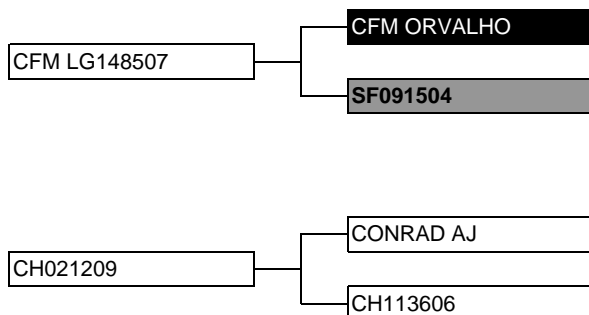 CFM ORVALHO
CFM LG148507
SF091504
CONRAD AJ
CH021209
CH113606